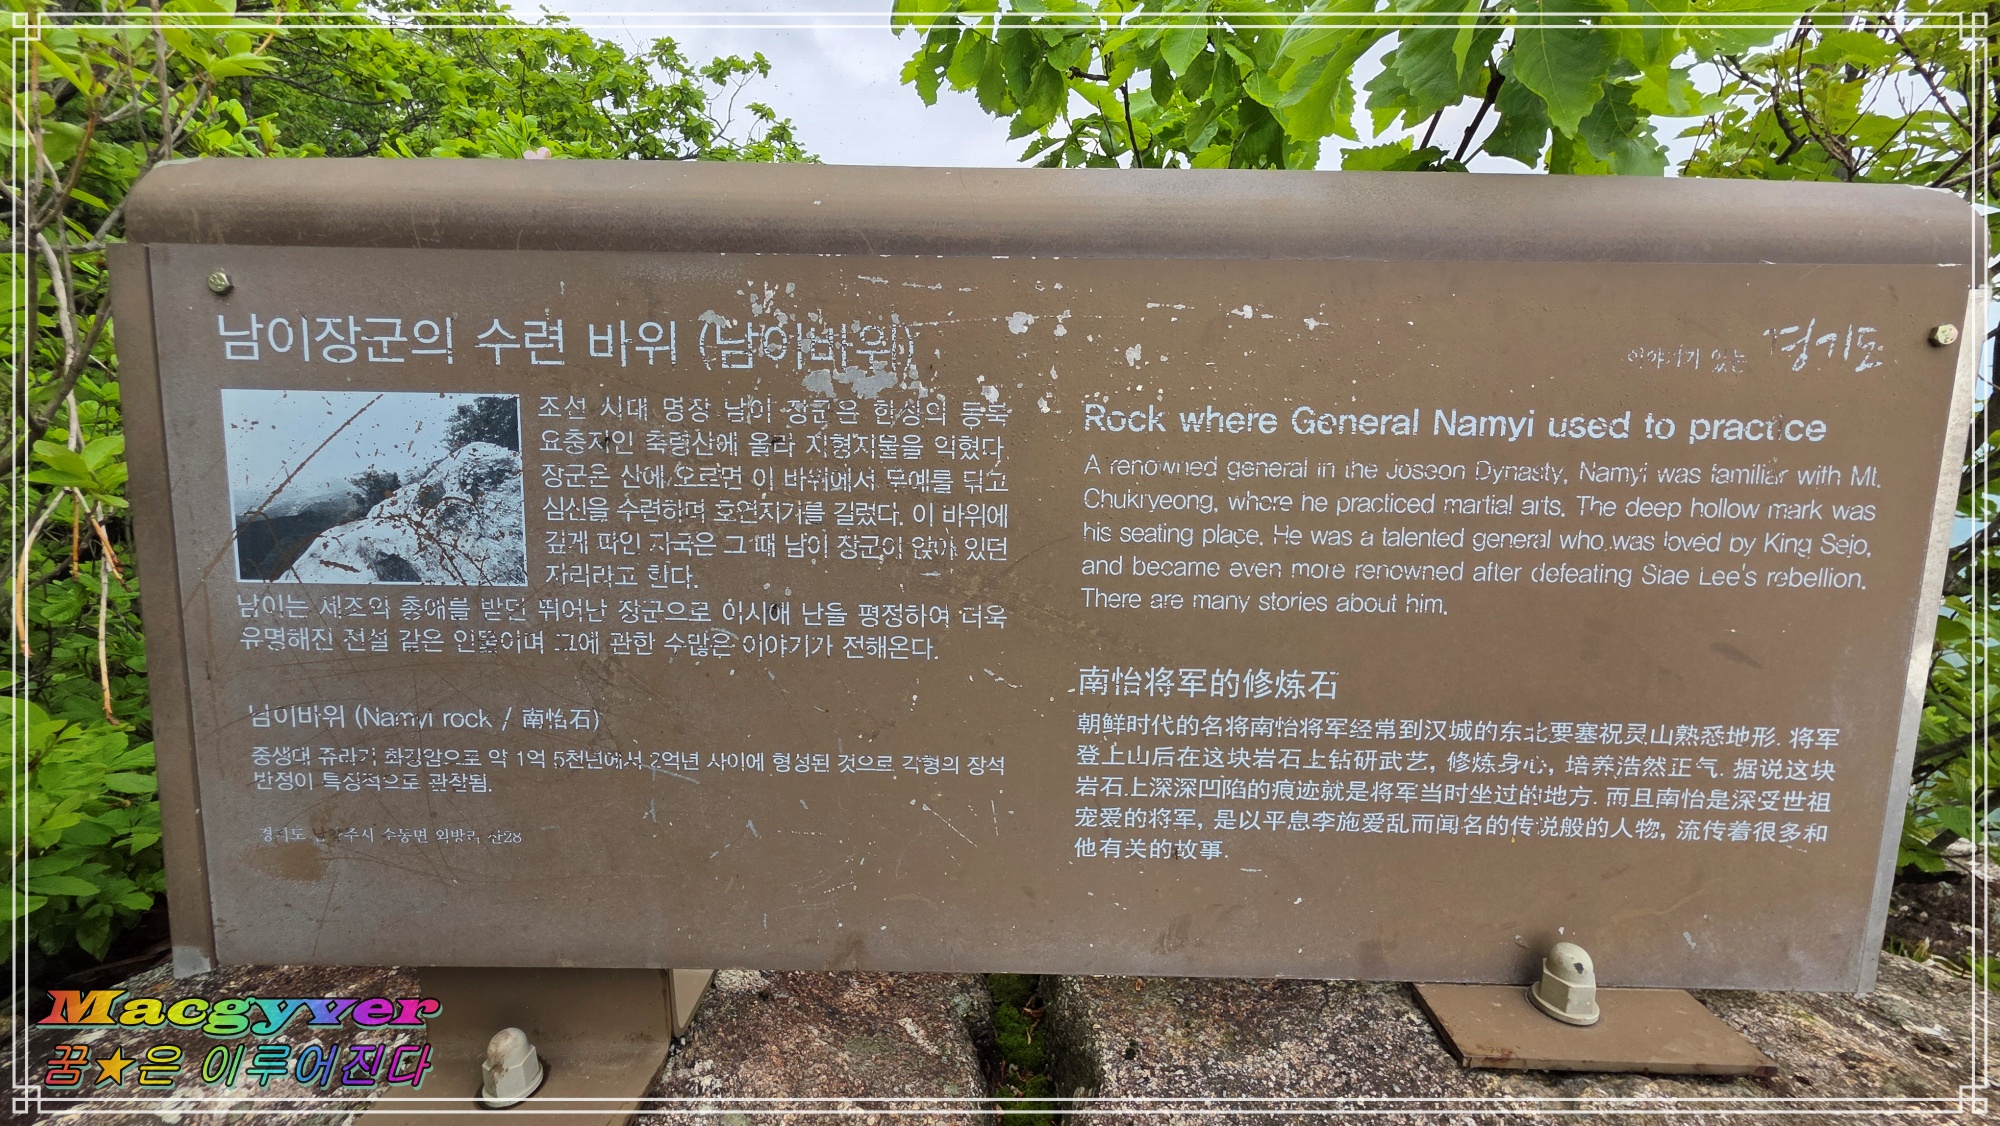 남이장군의 수련 바위 (남이바위)
이야기가 있는 경기도
조선 시대 명장 남이 장군은 한성의 동북
요충지인 축령산에 올라 지형지물을 익혔다.
장군은 산에 오르면 이 바위에서 무예를 닦고
심신을 수련하며 호연지기를 길렀다. 이 바위에
깊게 파인 자국은 그 때 남이 장군이 앉아 있던
자리라고 한다.
남이는 세조의 총애를 받던 뛰어난 장군으로 이시애 난을 평정하여 더욱
유명해진 전설 같은 인물이며 그에 관한 수많은 이야기가 전해온다.
남이바위 (Namyi rock / 南怡石)
중생대 쥬라기 화강암으로 약 1억 5천년에서 2억년 사이에 형성된 것으로 각형의 장석
반정이 특징적으로 관찰됨.
경기도 남양주시 수동면 외방리 산28
Rock where General Namyi used to practice
A renowned general in the Joseon Dynasty, Namyi was familiar with Mt.
Chukryeong, where he practiced martial arts. The deep hollow mark was
his seating place. He was a talented general who was loved by King Sejo,
and became even more renowned after defeating Siae Lee's rebellion.
There are many stories about him.
南怡将军的修炼石
朝鲜时代的名将南怡将军经常到汉城的东北要塞祝灵山熟悉地形. 将军
登上山后在这块岩石上钻研武艺, 修炼身心, 培养浩然正气. 据说这块
岩石上深深凹陷的痕迹就是将军当时坐过的地方. 而且南怡是深受世祖
宠爱的将军, 是以平息李施爱乱而闻名的传说般的人物, 流传着很多和
他有关的故事.
Macgyver
꿈★은 이루어진다